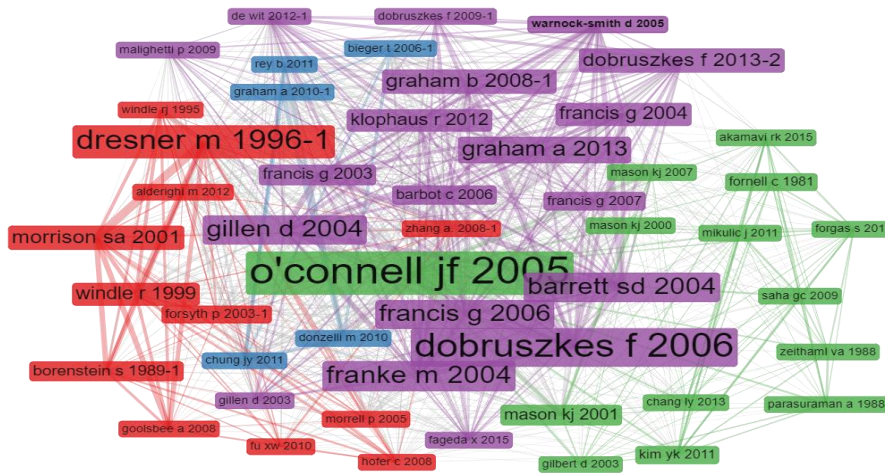 de wit 2012-1
dobruszkes f 2009-1
warnock-smith d 2005
malighetti p 2009
bieger t 2006-1
rey b 2011
dobruszkes f 2013-2
graham b 2008-1
graham a 2010-1
windle rj 1995
klophaus r 2012
francis g 2004
dresner m 1996-1
akamavi rk 2015
graham a 2013
francis g 2003
mason kj 2007
fornell c 1981
alderighi m 2012
barbot c 2006
francis g 2007
gillen d 2004
zhang a. 2008-1
mason kj 2000
mikulic j 2011
forgas s 201
morrison sa 2001
o'connell jf 2005
barrett sd 2004
windle r 1999
saha gc 2009
forsyth p 2003-1
francis g 2006
donzelli m 2010
dobruszkes f 2006
chung jy 2011
zeithaml va 1988
borenstein s 1989-1
franke m 2004
gillen d 2003
chang ly 2013
parasuraman a 1988
mason kj 2001
morrell p 2005
goolsbee a 2008
fageda x 2015
fu xw 2010
kim yk 2011
hofer c 2008
gilbert d 2003